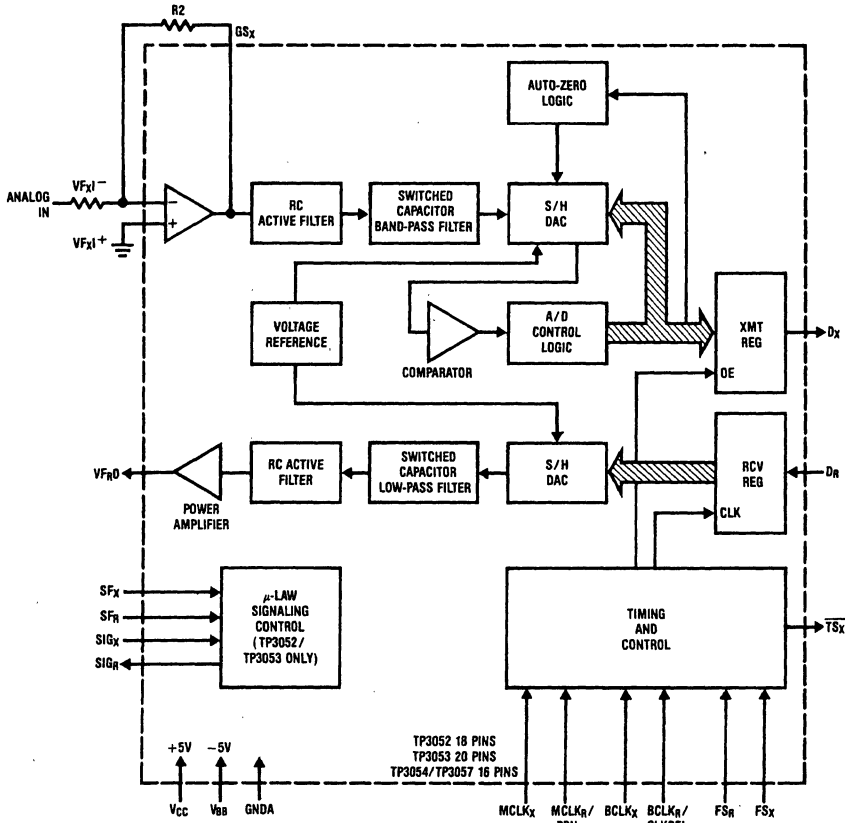 R2
GSX
AUTO-ZERO
LOGIC
ANALOG
IN
VFXI−
−
+
VFXI+
RC
ACTIVE FILTER
SWITCHED
CAPACITOR
BAND-PASS FILTER
S/H
DAC
VOLTAGE
REFERENCE
COMPARATOR
A/D
CONTROL
LOGIC
XMT
REG
OE
DX
VFRO
POWER
AMPLIFIER
RC ACTIVE
FILTER
SWITCHED
CAPACITOR
LOW-PASS FILTER
S/H
DAC
RCV
REG
CLK
DR
SFX
SFR
SIGX
SIGR
μ-LAW
SIGNALING
CONTROL
(TP3052/
TP3053 ONLY)
TIMING
AND
CONTROL
TSX
TP3052 18 PINS
TP3053 20 PINS
TP3054/TP3057 16 PINS
+5V
−5V
VCC
VBB
GNDA
MCLKX
MCLKR/
BCLKX
BCLKR/
FSR
FSX